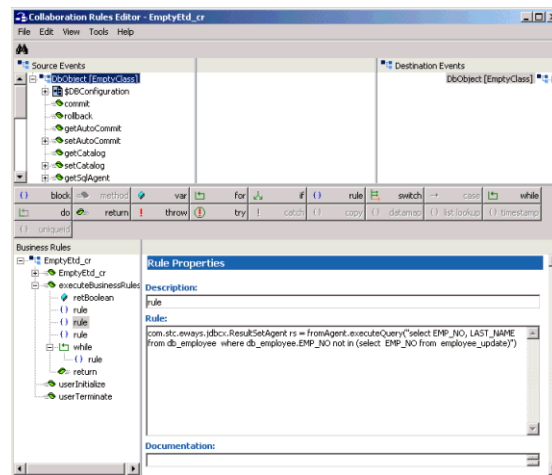 Collaboration Rules Editor - EmptyEtd_cr
File Edit View Tools Help
Source Events
Destination Events
DbObject [EmptyClass]
DbObject [EmptyClass]
$DBConfiguration
commit
rollback
getAutoCommit
setAutoCommit
getCatalog
setCatalog
getSqlAgent
{} block method var for if {} rule switch case while
do return throw try catch {} copy {} datamap {} list lookup {} timestamp
{} uniqueid
Business Rules
EmptyEtd_cr
EmptyEtd_cr
executeBusinessRules
retBoolean
{} rule
{} rule
{} rule
while
{} rule
return
userInitialize
userTerminate
Rule Properties
Description:
rule
Rule:
com.stc.eways.jdbcx.ResultSetAgent rs = fromAgent.executeQuery("select EMP_NO, LAST_NAME
from db_employee where db_employee.EMP_NO not in (select EMP_NO from employee_update)")
Documentation: